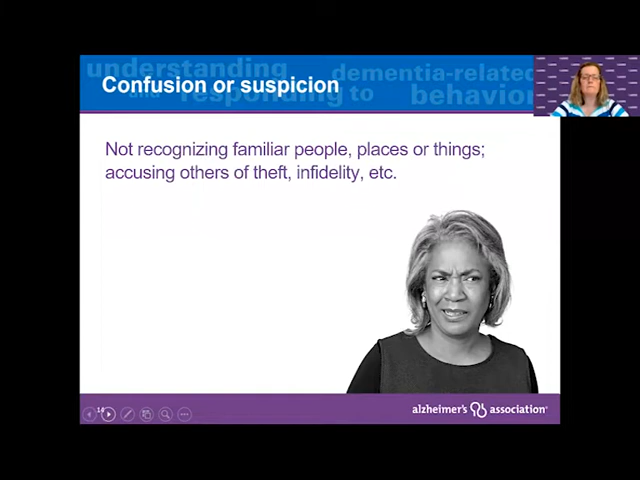 understanding
and responding to
dementia-related
behavior
Confusion or suspicion
Not recognizing familiar people, places or things;
accusing others of theft, infidelity, etc.
alzheimer's association®